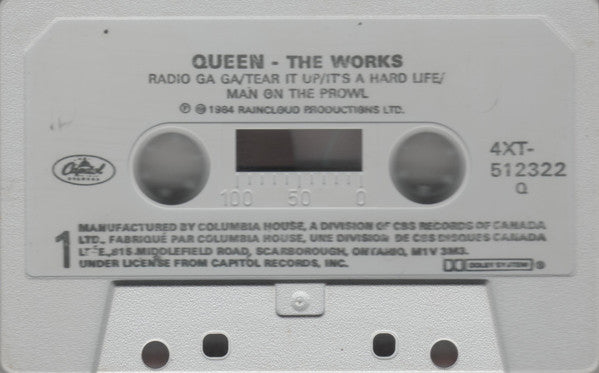 QUEEN - THE WORKS
RADIO GA GA/TEAR IT UP/IT'S A HARD LIFE/
MAN ON THE PROWL
Ⓟ © 1984 RAINCLOUD PRODUCTIONS LTD.
Capitol
4XT-
512322
Q
100 50 0
1
MANUFACTURED BY COLUMBIA HOUSE, A DIVISION OF CBS RECORDS OF CANADA
LTD., FABRIQUÉ PAR COLUMBIA HOUSE, UNE DIVISION DE CBS DISQUES CANADA
LTÉE., 815 MIDDLEFIELD ROAD, SCARBOROUGH, ONTARIO, M1V 3M3.
UNDER LICENSE FROM CAPITOL RECORDS, INC.
DOLBY SYSTEM